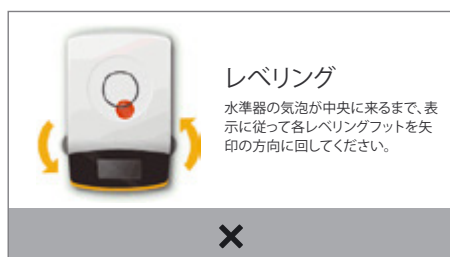 レベリング
水準器の気泡が中央に来るまで、表
示に従って各レベリングフットを矢
印の方向に回してください。